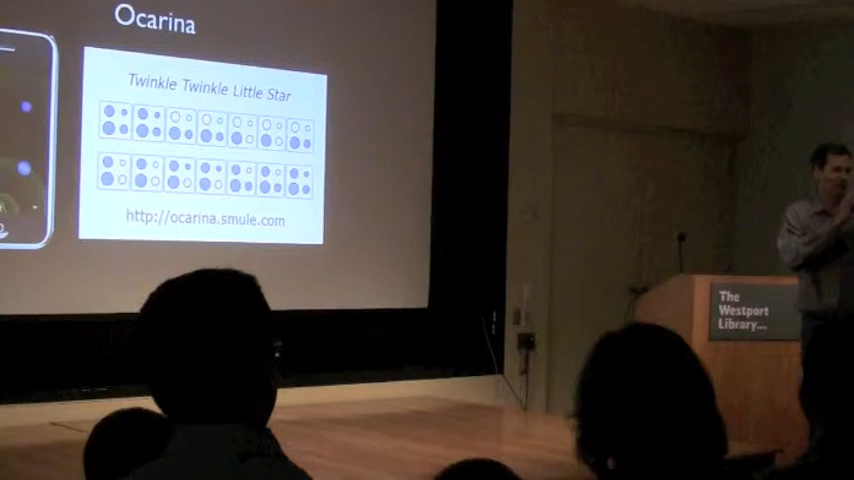 Ocarina
Twinkle Twinkle Little Star
http://ocarina.smule.com
The
Westport
Library...